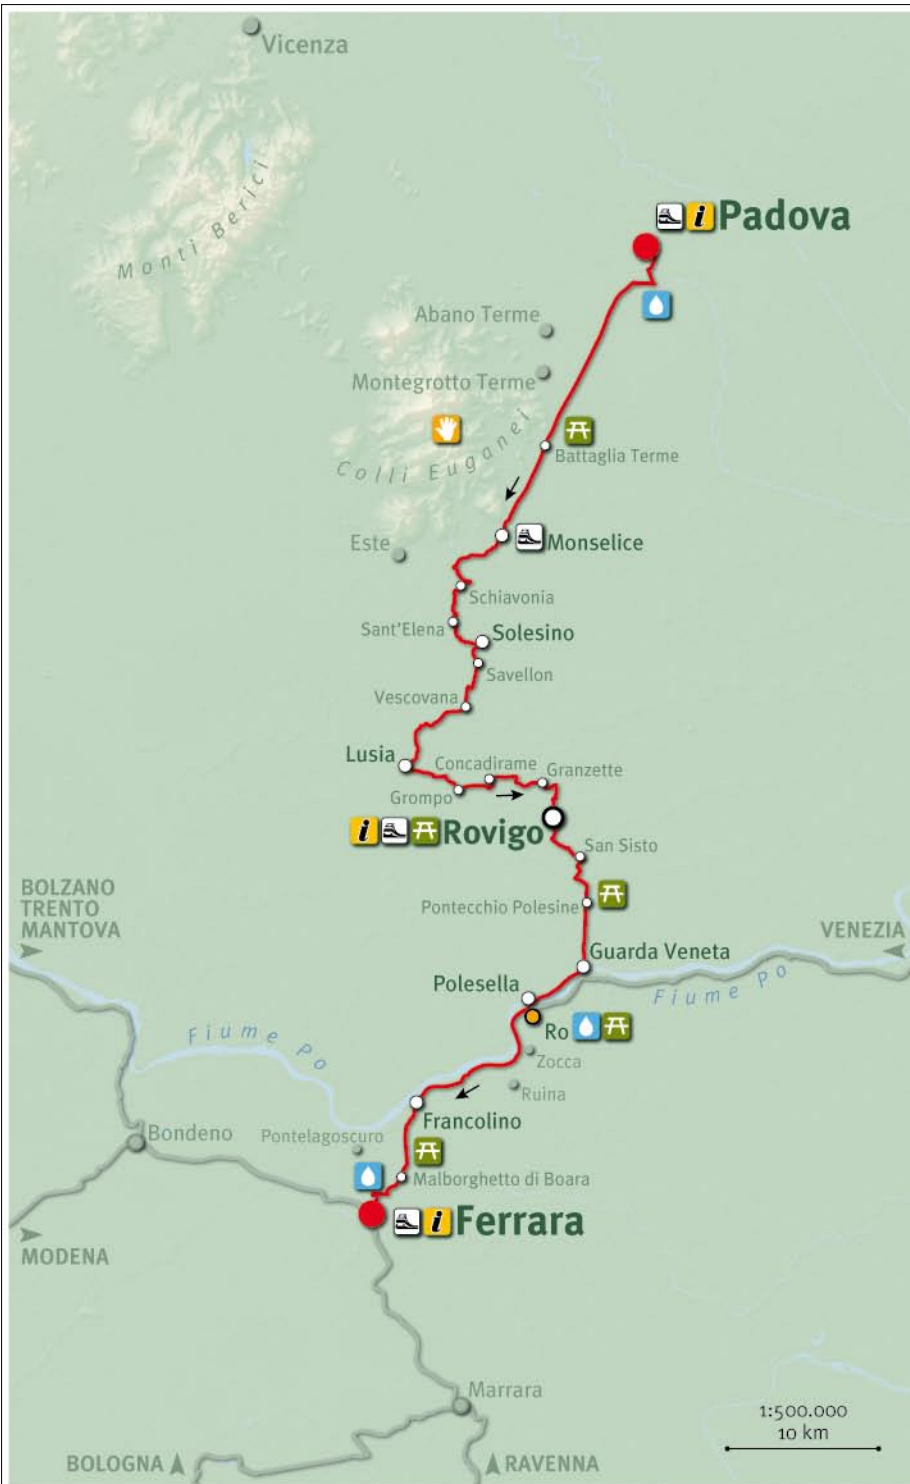 Vicenza
Monti Berici
i Padova
Abano Terme
Montegrotto Terme
Colli Euganei
Battaglia Terme
Este
Monselice
Schiavonia
Sant'Elena
Solesino
Savellon
Vescovana
Lusia
Concadirame
Granzette
Grompo
i Rovigo
San Sisto
BOLZANO
TRENTO
MANTOVA
Pontecchio Polesine
VENEZIA
Guarda Veneta
Polesella
Fiume Po
Ro
Fiume Po
Zocca
Ruina
Francolino
Bondeno
Pontelagoscuro
Malborghetto di Boara
i Ferrara
MODENA
Marrara
1:500.000
10 km
BOLOGNA
RAVENNA